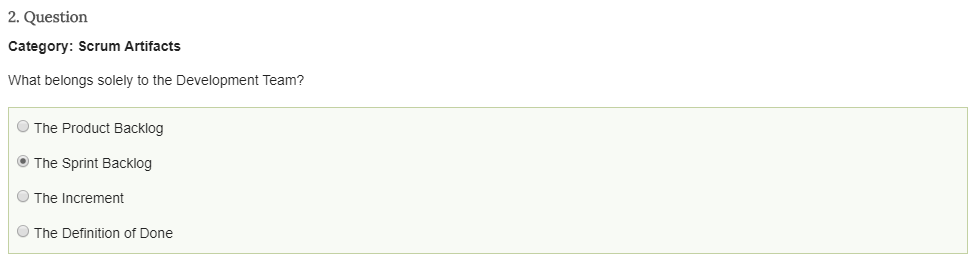 2. Question
Category: Scrum Artifacts
What belongs solely to the Development Team?
The Product Backlog
The Sprint Backlog
The Increment
The Definition of Done